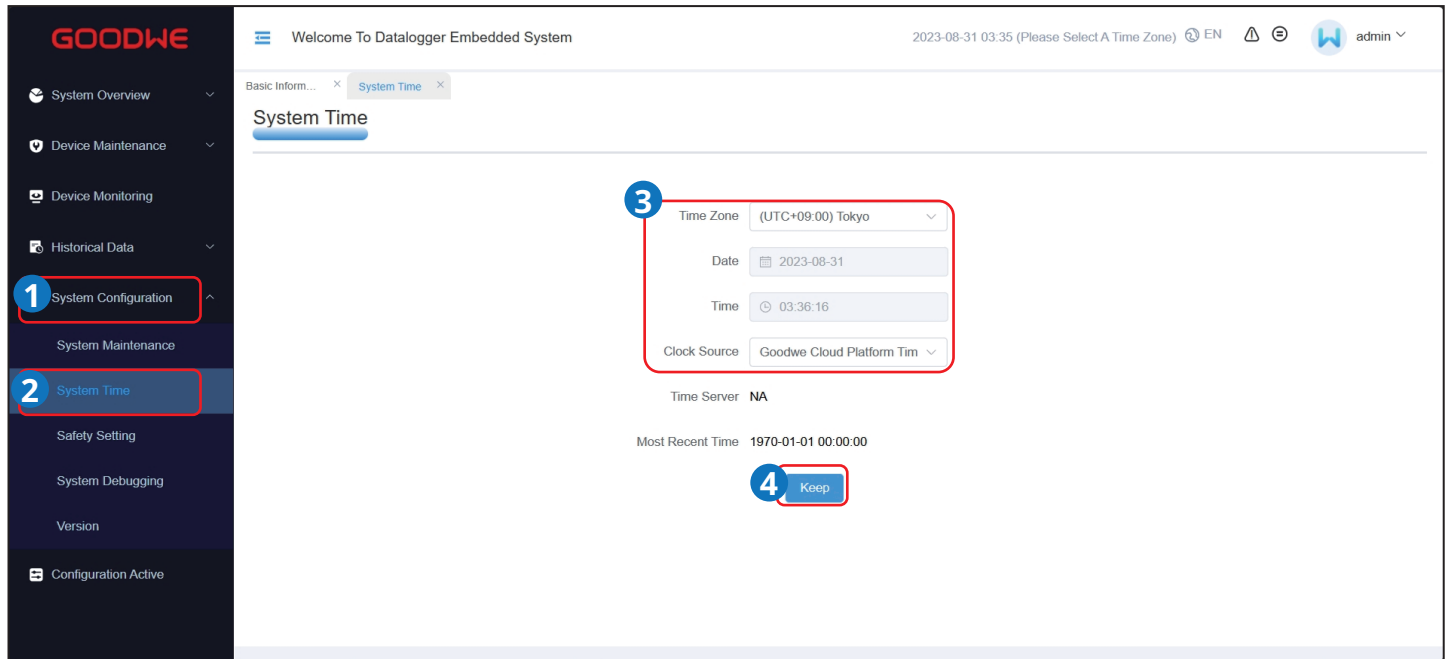 GOODWE
Welcome To Datalogger Embedded System
2023-08-31 03:35 (Please Select A Time Zone) EN
admin
System Overview
Device Maintenance
Device Monitoring
Historical Data
1 System Configuration
System Maintenance
2 System Time
Safety Setting
System Debugging
Version
Configuration Active
Basic Inform... × System Time ×
System Time
3
Time Zone (UTC+09:00) Tokyo
Date 2023-08-31
Time 03:36:16
Clock Source Goodwe Cloud Platform Tim
Time Server NA
Most Recent Time 1970-01-01 00:00:00
4 Keep